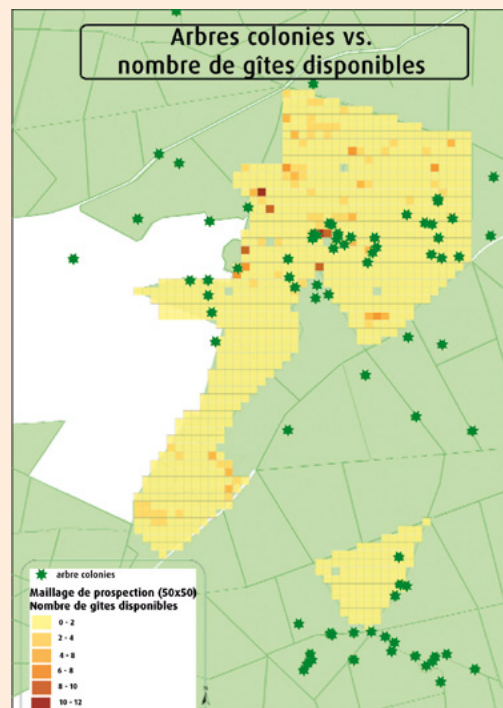 Arbres colonies vs.
nombre de gîtes disponibles
arbre colonies
Maillage de prospection (50x50)
Nombre de gîtes disponibles
0 - 2
2 - 4
4 - 8
6 - 8
8 - 10
10 - 12
N